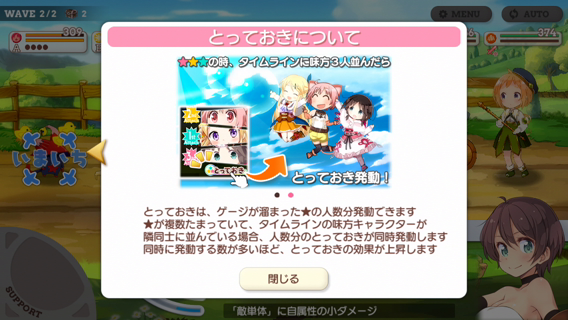 WAVE 2/2 2
MENU
AUTO
309
374
とっておきについて
★★★の時、タイムラインに味方3人並んだら
とっておき
とっておき発動!
いまいち
とっておきは、ゲージが溜まった★の人数分発動できます
★が複数たまっていて、タイムラインの味方キャラクターが
隣同士に並んでいる場合、人数分のとっておきが同時発動します
同時に発動する数が多いほど、とっておきの効果が上昇します
閉じる
SUPPORT
「敵単体」に自属性の小ダメージ